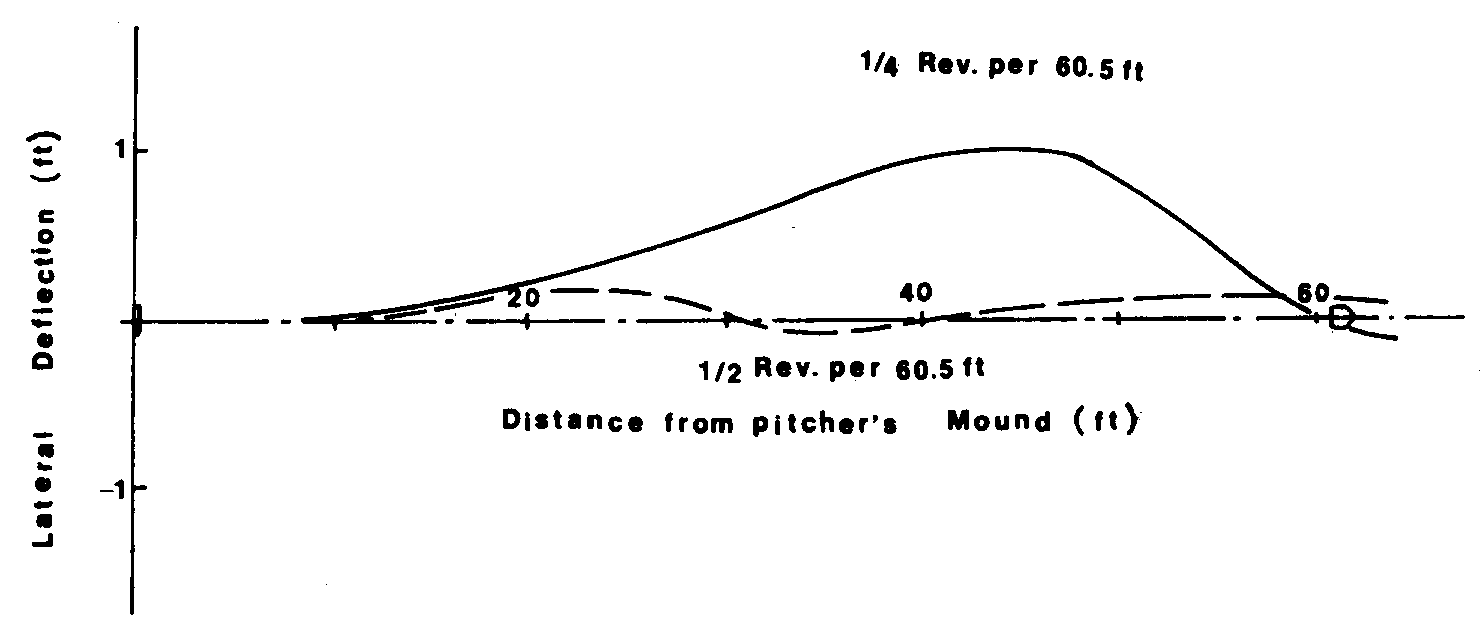 1/4 Rev. per 60.5 ft
1
20
40
60
1/2 Rev. per 60.5 ft
Distance from pitcher's Mound (ft)
-1
Lateral Deflection (ft)